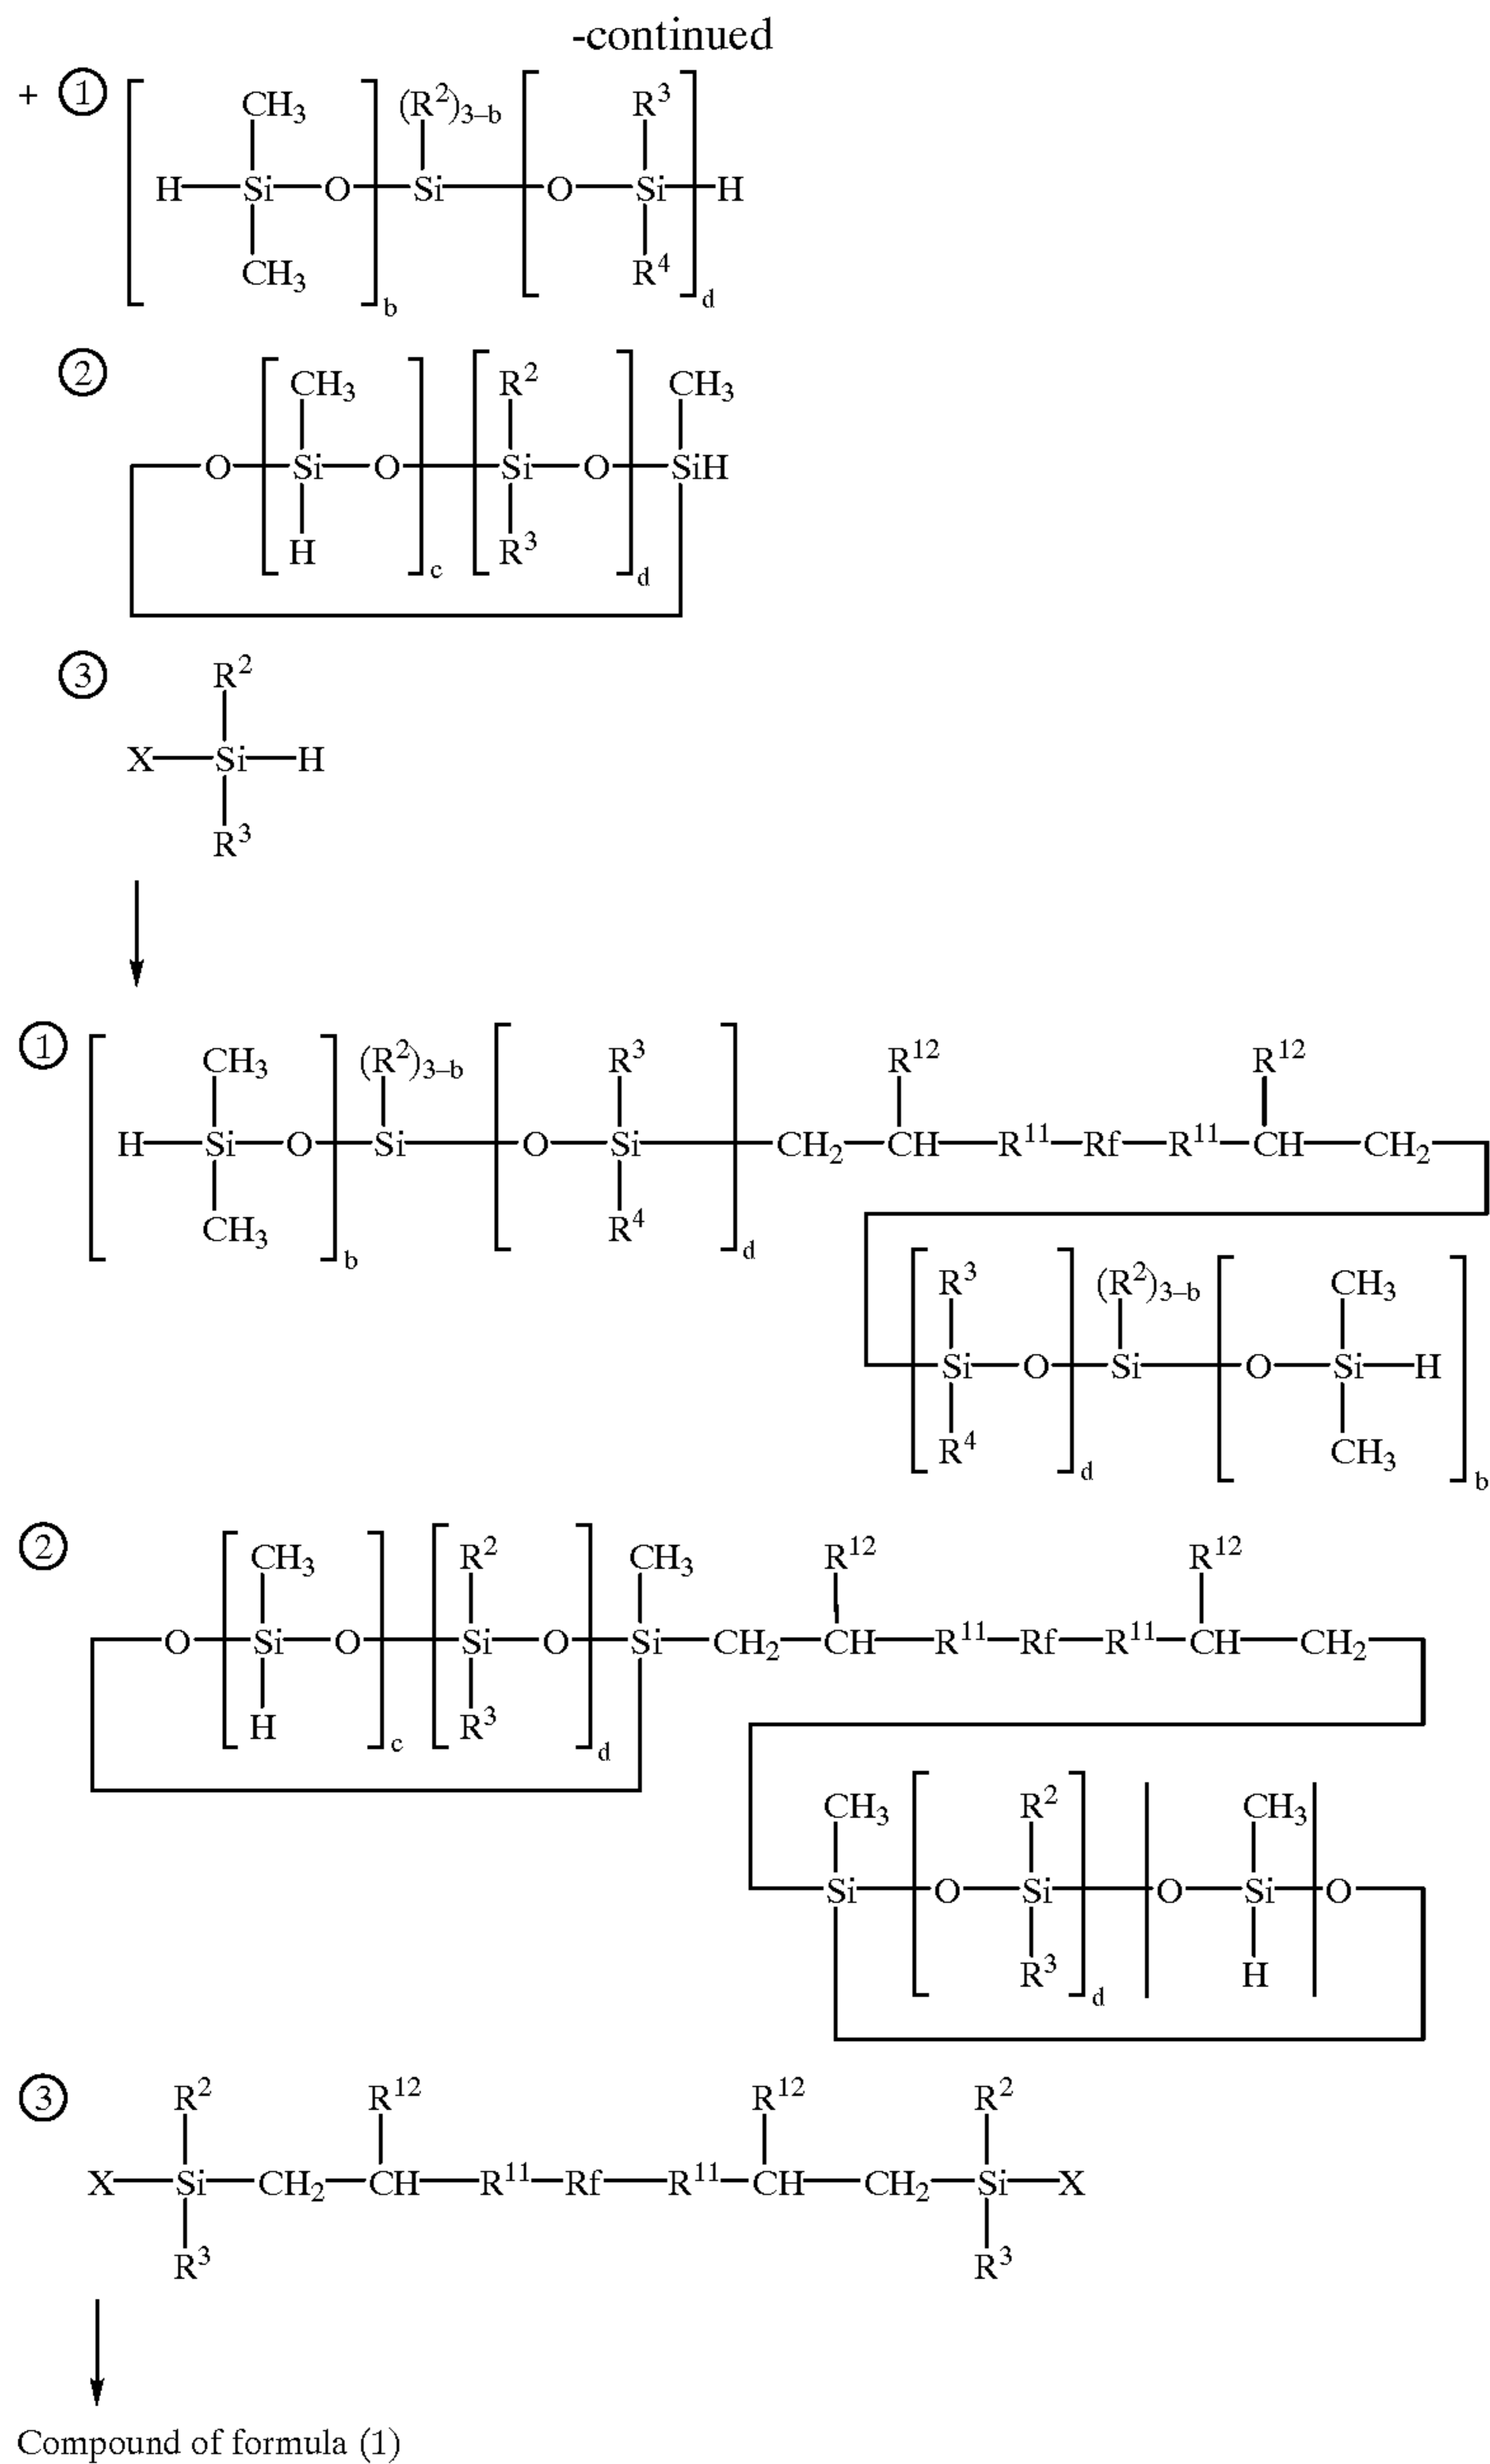 -continued
+ ① CH₃ (R²)₃₋b R³
H—Si—O—Si—O—Si—H
CH₃ R⁴
b d
② CH₃ R² CH₃
O—Si—O—Si—O—SiH
H R³
c d
③ R²
X—Si—H
R³
① CH₃ (R²)₃₋b R³ R¹² R¹²
H—Si—O—Si—O—Si—CH₂—CH—R¹¹—Rf—R¹¹—CH—CH₂
CH₃ R⁴
b d
R³ (R²)₃₋b CH₃
Si—O—Si—O—Si—H
R⁴ CH₃
d b
② CH₃ R² CH₃ R¹² R¹²
O—Si—O—Si—O—Si—CH₂—CH—R¹¹—Rf—R¹¹—CH—CH₂
H R³
c d
CH₃ R² CH₃
Si—O—Si—O—Si—O
R³ H
d
③ R² R¹² R¹² R²
X—Si—CH₂—CH—R¹¹—Rf—R¹¹—CH—CH₂—Si—X
R³ R³
Compound of formula (1)